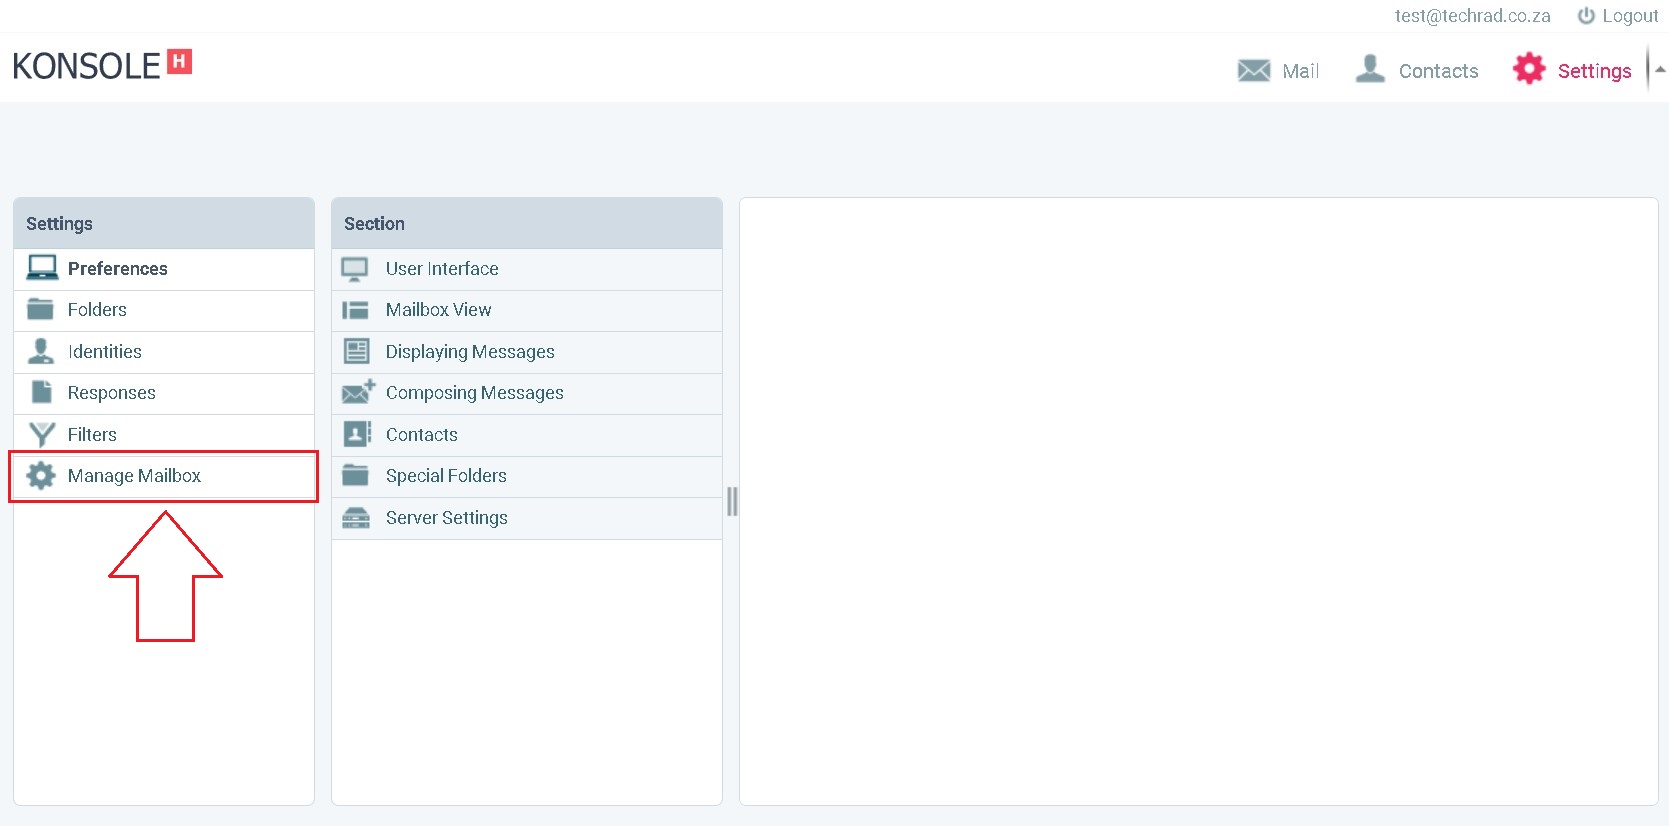 test@techrad.co.za Logout
KONSOLE H
Mail Contacts Settings
Settings
Preferences
Folders
Identities
Responses
Filters
Manage Mailbox
Section
User Interface
Mailbox View
Displaying Messages
Composing Messages
Contacts
Special Folders
Server Settings